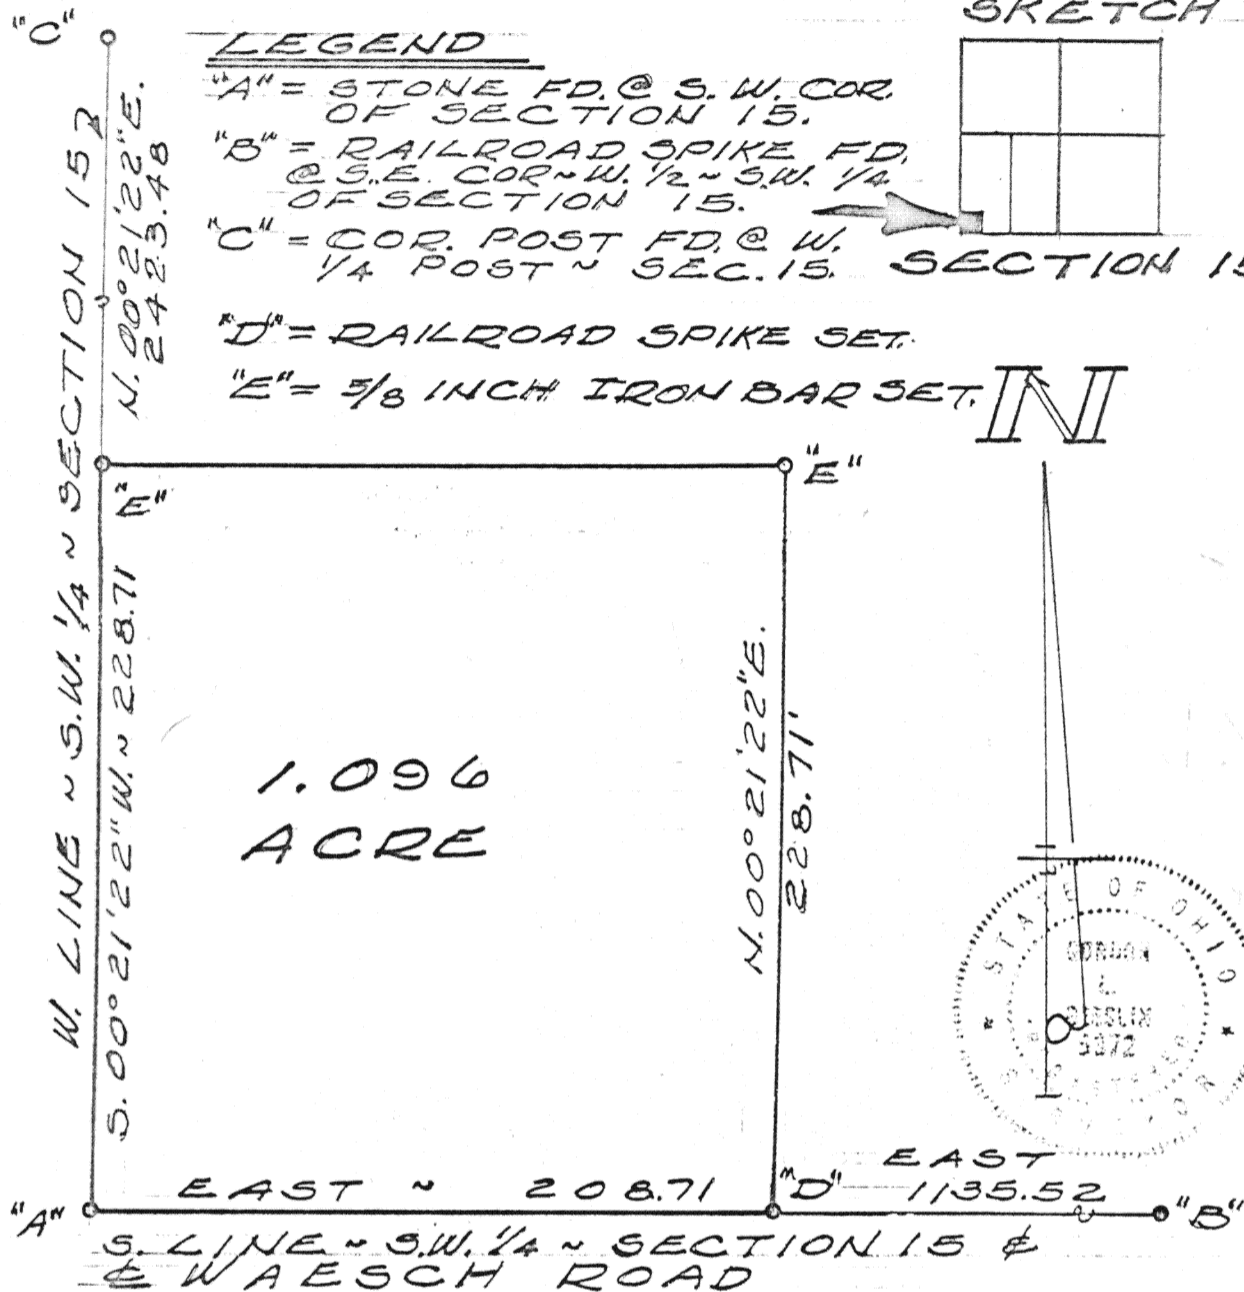 SKETCH
"C"
LEGEND
"A" = STONE FD. @ S. W. COR.
OF SECTION 15.
"B" = RAILROAD SPIKE FD.
@ S.E. COR ~ W. 1/2 ~ S.W. 1/4
OF SECTION 15.
"C" = COR. POST FD. @ W.
1/4 POST ~ SEC. 15.
"D" = RAILROAD SPIKE SET.
"E" = 5/8 INCH IRON BAR SET.
SECTION 15
N
W. LINE ~ S.W. 1/4 ~ SECTION 15
N. 00° 21' 22" E.
2423.48
"E"
"E"
S. 00° 21' 22" W. ~ 228.71
1.096
ACRE
N. 00° 21' 22" E.
228.71'
STATE OF OHIO
GORDON
L.
"A"
EAST ~ 208.71
"D"
EAST
1135.52
"B"
S. LINE ~ S.W. 1/4 ~ SECTION 15 &
℄ WAESCH ROAD